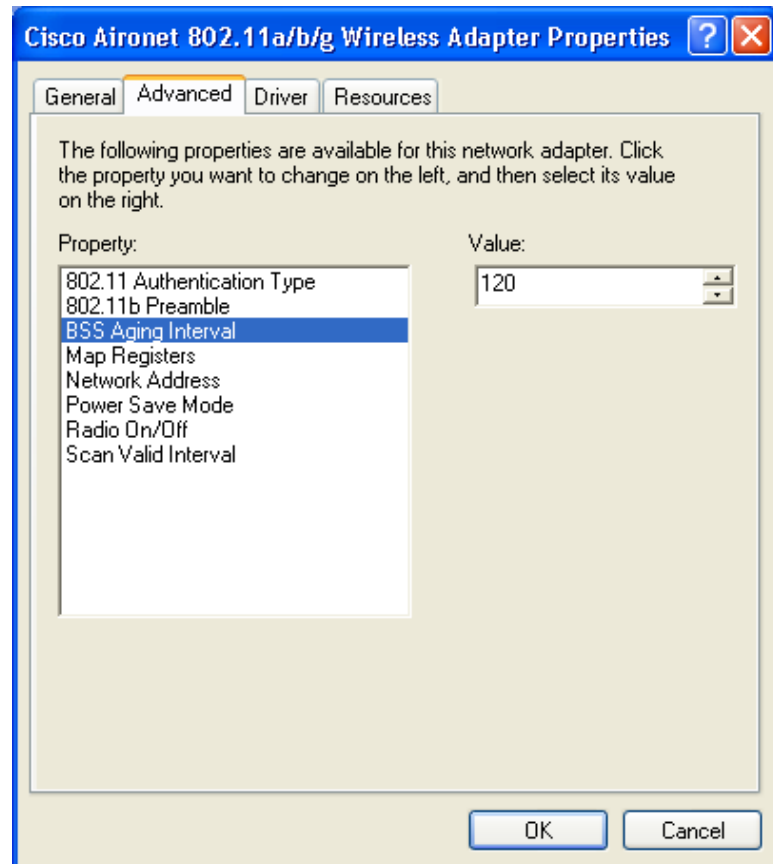 Cisco Aironet 802.11a/b/g Wireless Adapter Properties
General Advanced Driver Resources
The following properties are available for this network adapter. Click
the property you want to change on the left, and then select its value
on the right.
Property:
Value:
802.11 Authentication Type
802.11b Preamble
BSS Aging Interval
Map Registers
Network Address
Power Save Mode
Radio On/Off
Scan Valid Interval
120
OK Cancel